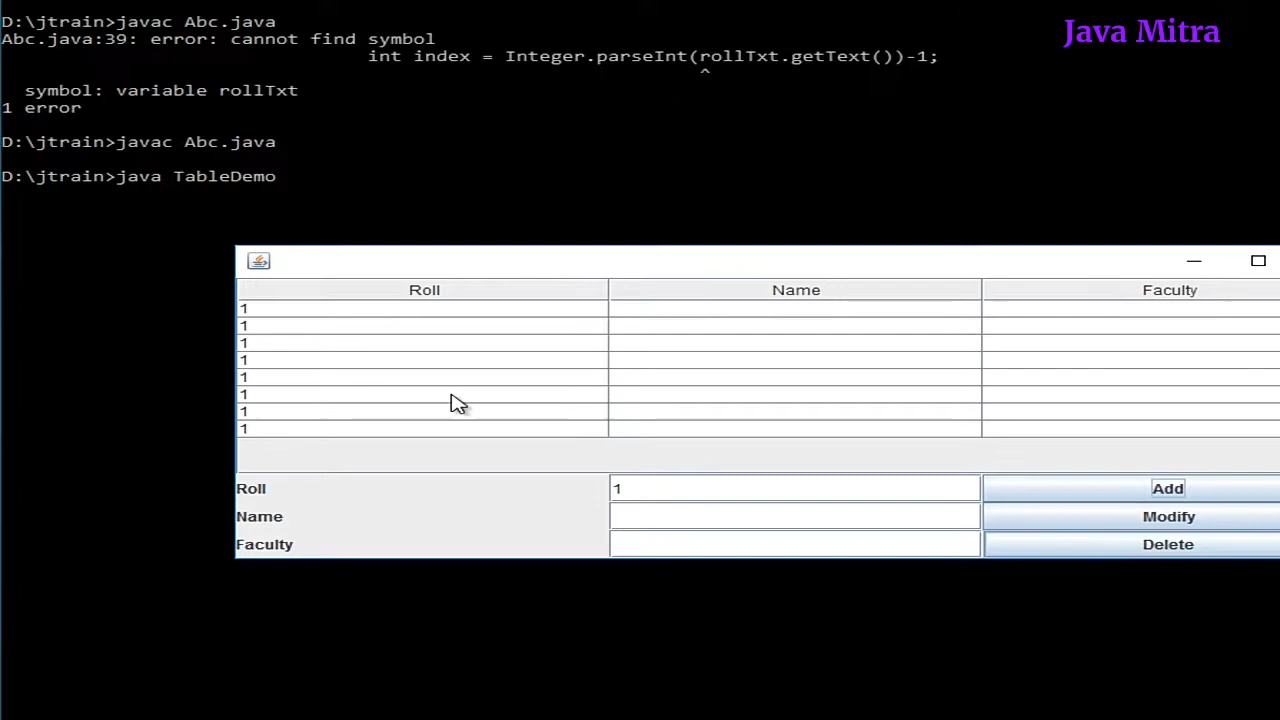 Java Mitra
D:\jtrain>javac Abc.java
Abc.java:39: error: cannot find symbol
int index = Integer.parseInt(rollTxt.getText())-1;
^
symbol: variable rollTxt
1 error
D:\jtrain>javac Abc.java
D:\jtrain>java TableDemo
Roll Name Faculty
1
1
1
1
1
1
1
1
Roll 1 Add
Name Modify
Faculty Delete